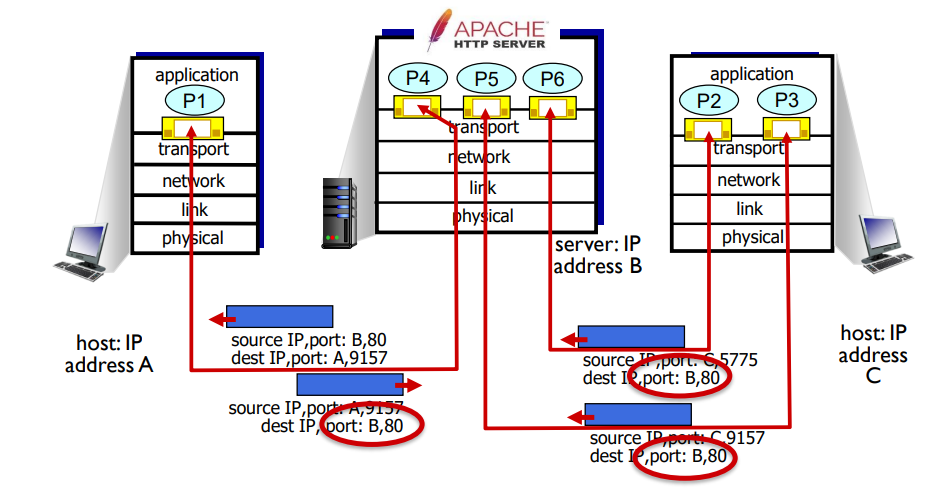 APACHE
HTTP SERVER
application
P1
transport
network
link
physical
P4 P5 P6
transport
network
link
physical
application
P2 P3
transport
network
link
physical
server: IP
address B
host: IP
address A
source IP,port: B,80
dest IP,port: A,9157
source IP,port: A,9157
dest IP, port: B,80
source IP,port: C,5775
dest IP,port: B,80
source IP,port: C,9157
dest IP,port: B,80
host: IP
address
C